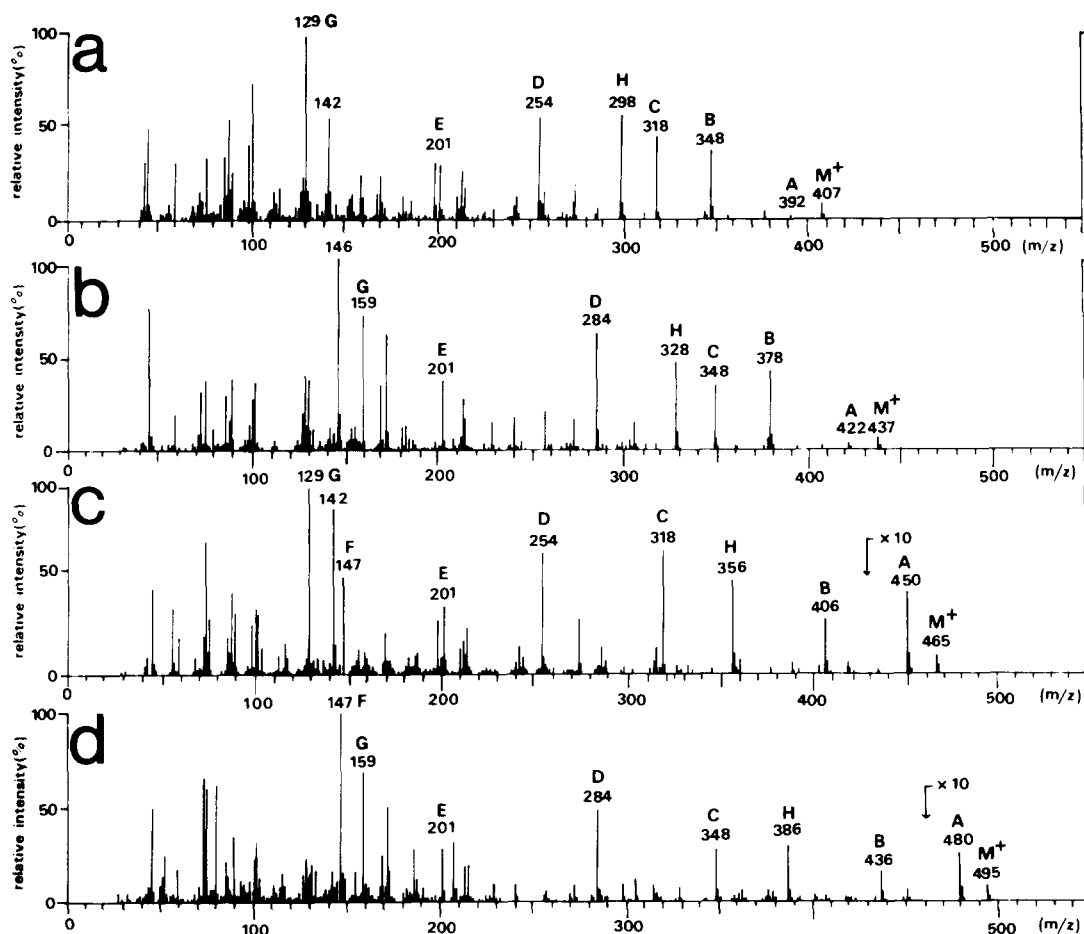 a
relative intensity (%)
100
50
0
129 G
142
E
201
D
254
H
298
C
318
B
348
A
392
M+
407
0 100 200 300 400 500 (m/z)
b
relative intensity (%)
100
50
0
146
G
159
E
201
D
284
H
328
C
348
B
378
A
422
M+
437
0 100 200 300 400 500 (m/z)
c
relative intensity (%)
100
50
0
129 G
142
F
147
E
201
D
254
C
318
H
356
B
406
× 10
A
450
M+
465
0 100 200 300 400 500 (m/z)
d
relative intensity (%)
100
50
0
147 F
G
159
E
201
D
284
C
348
H
386
B
436
× 10
A
480
M+
495
0 100 200 300 400 500 (m/z)